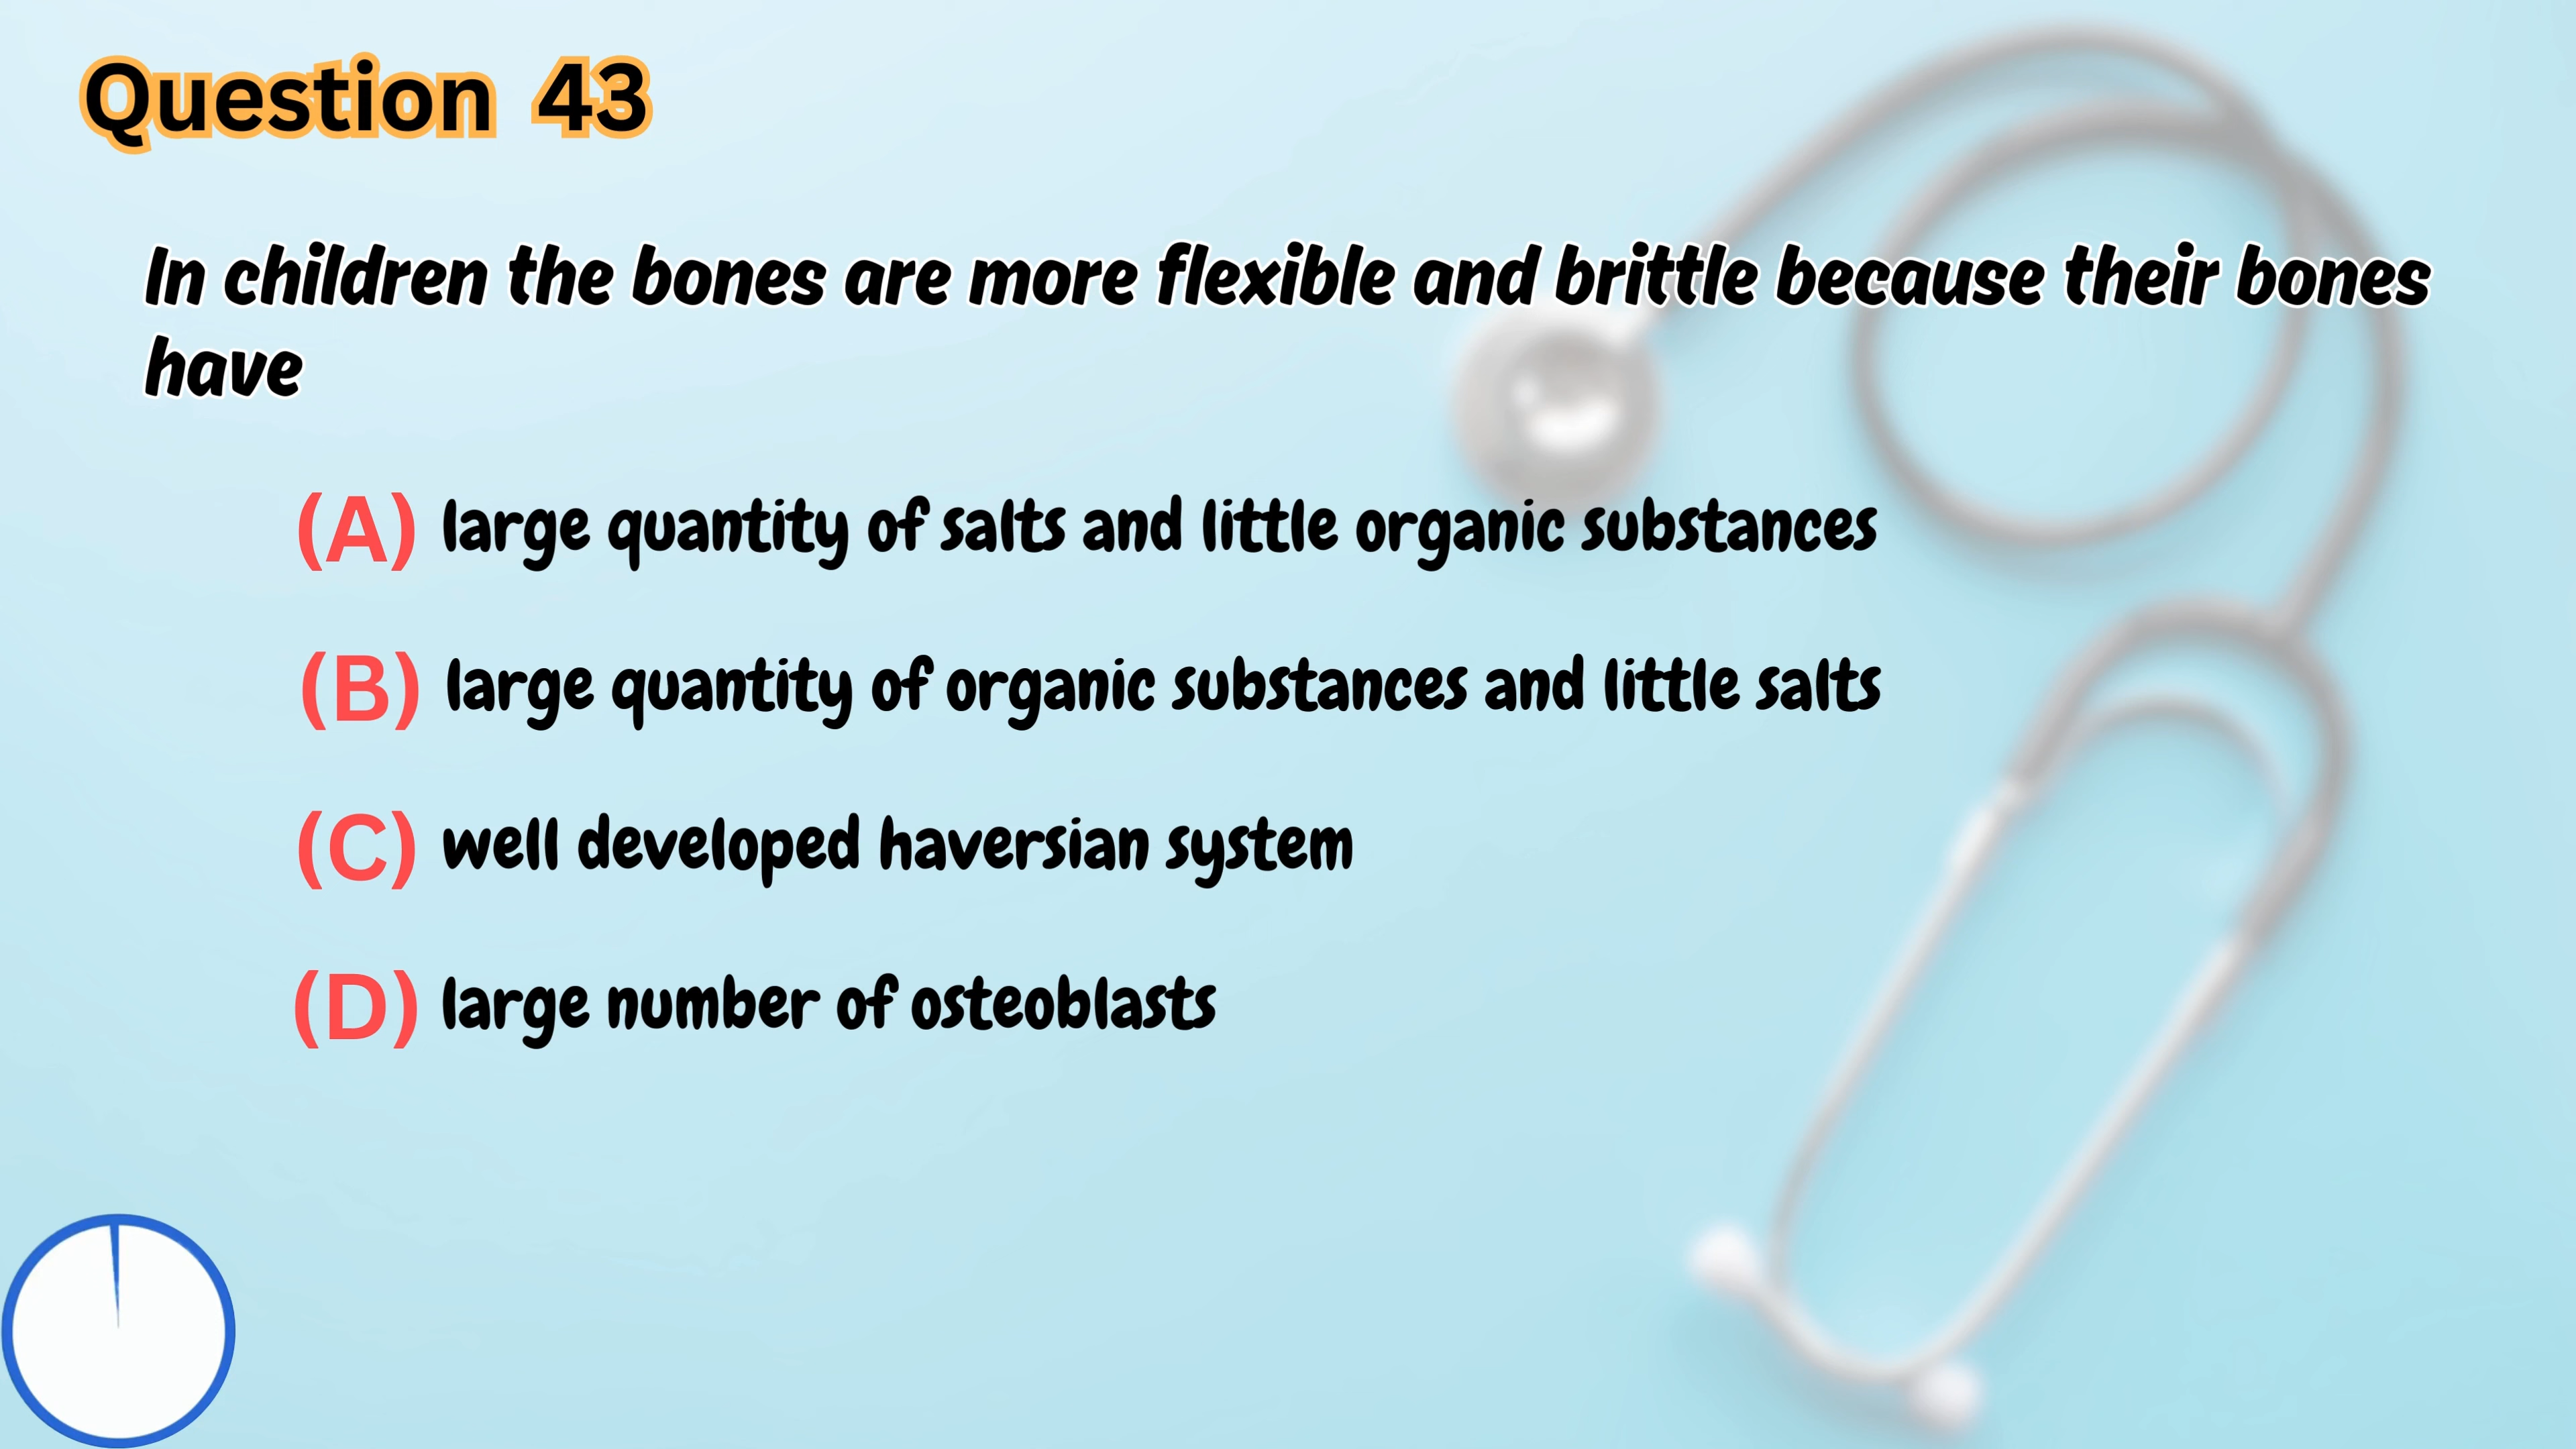 Question 43
In children the bones are more flexible and brittle because their bones
have
(A) large quantity of salts and little organic substances
(B) large quantity of organic substances and little salts
(C) well developed haversian system
(D) large number of osteoblasts